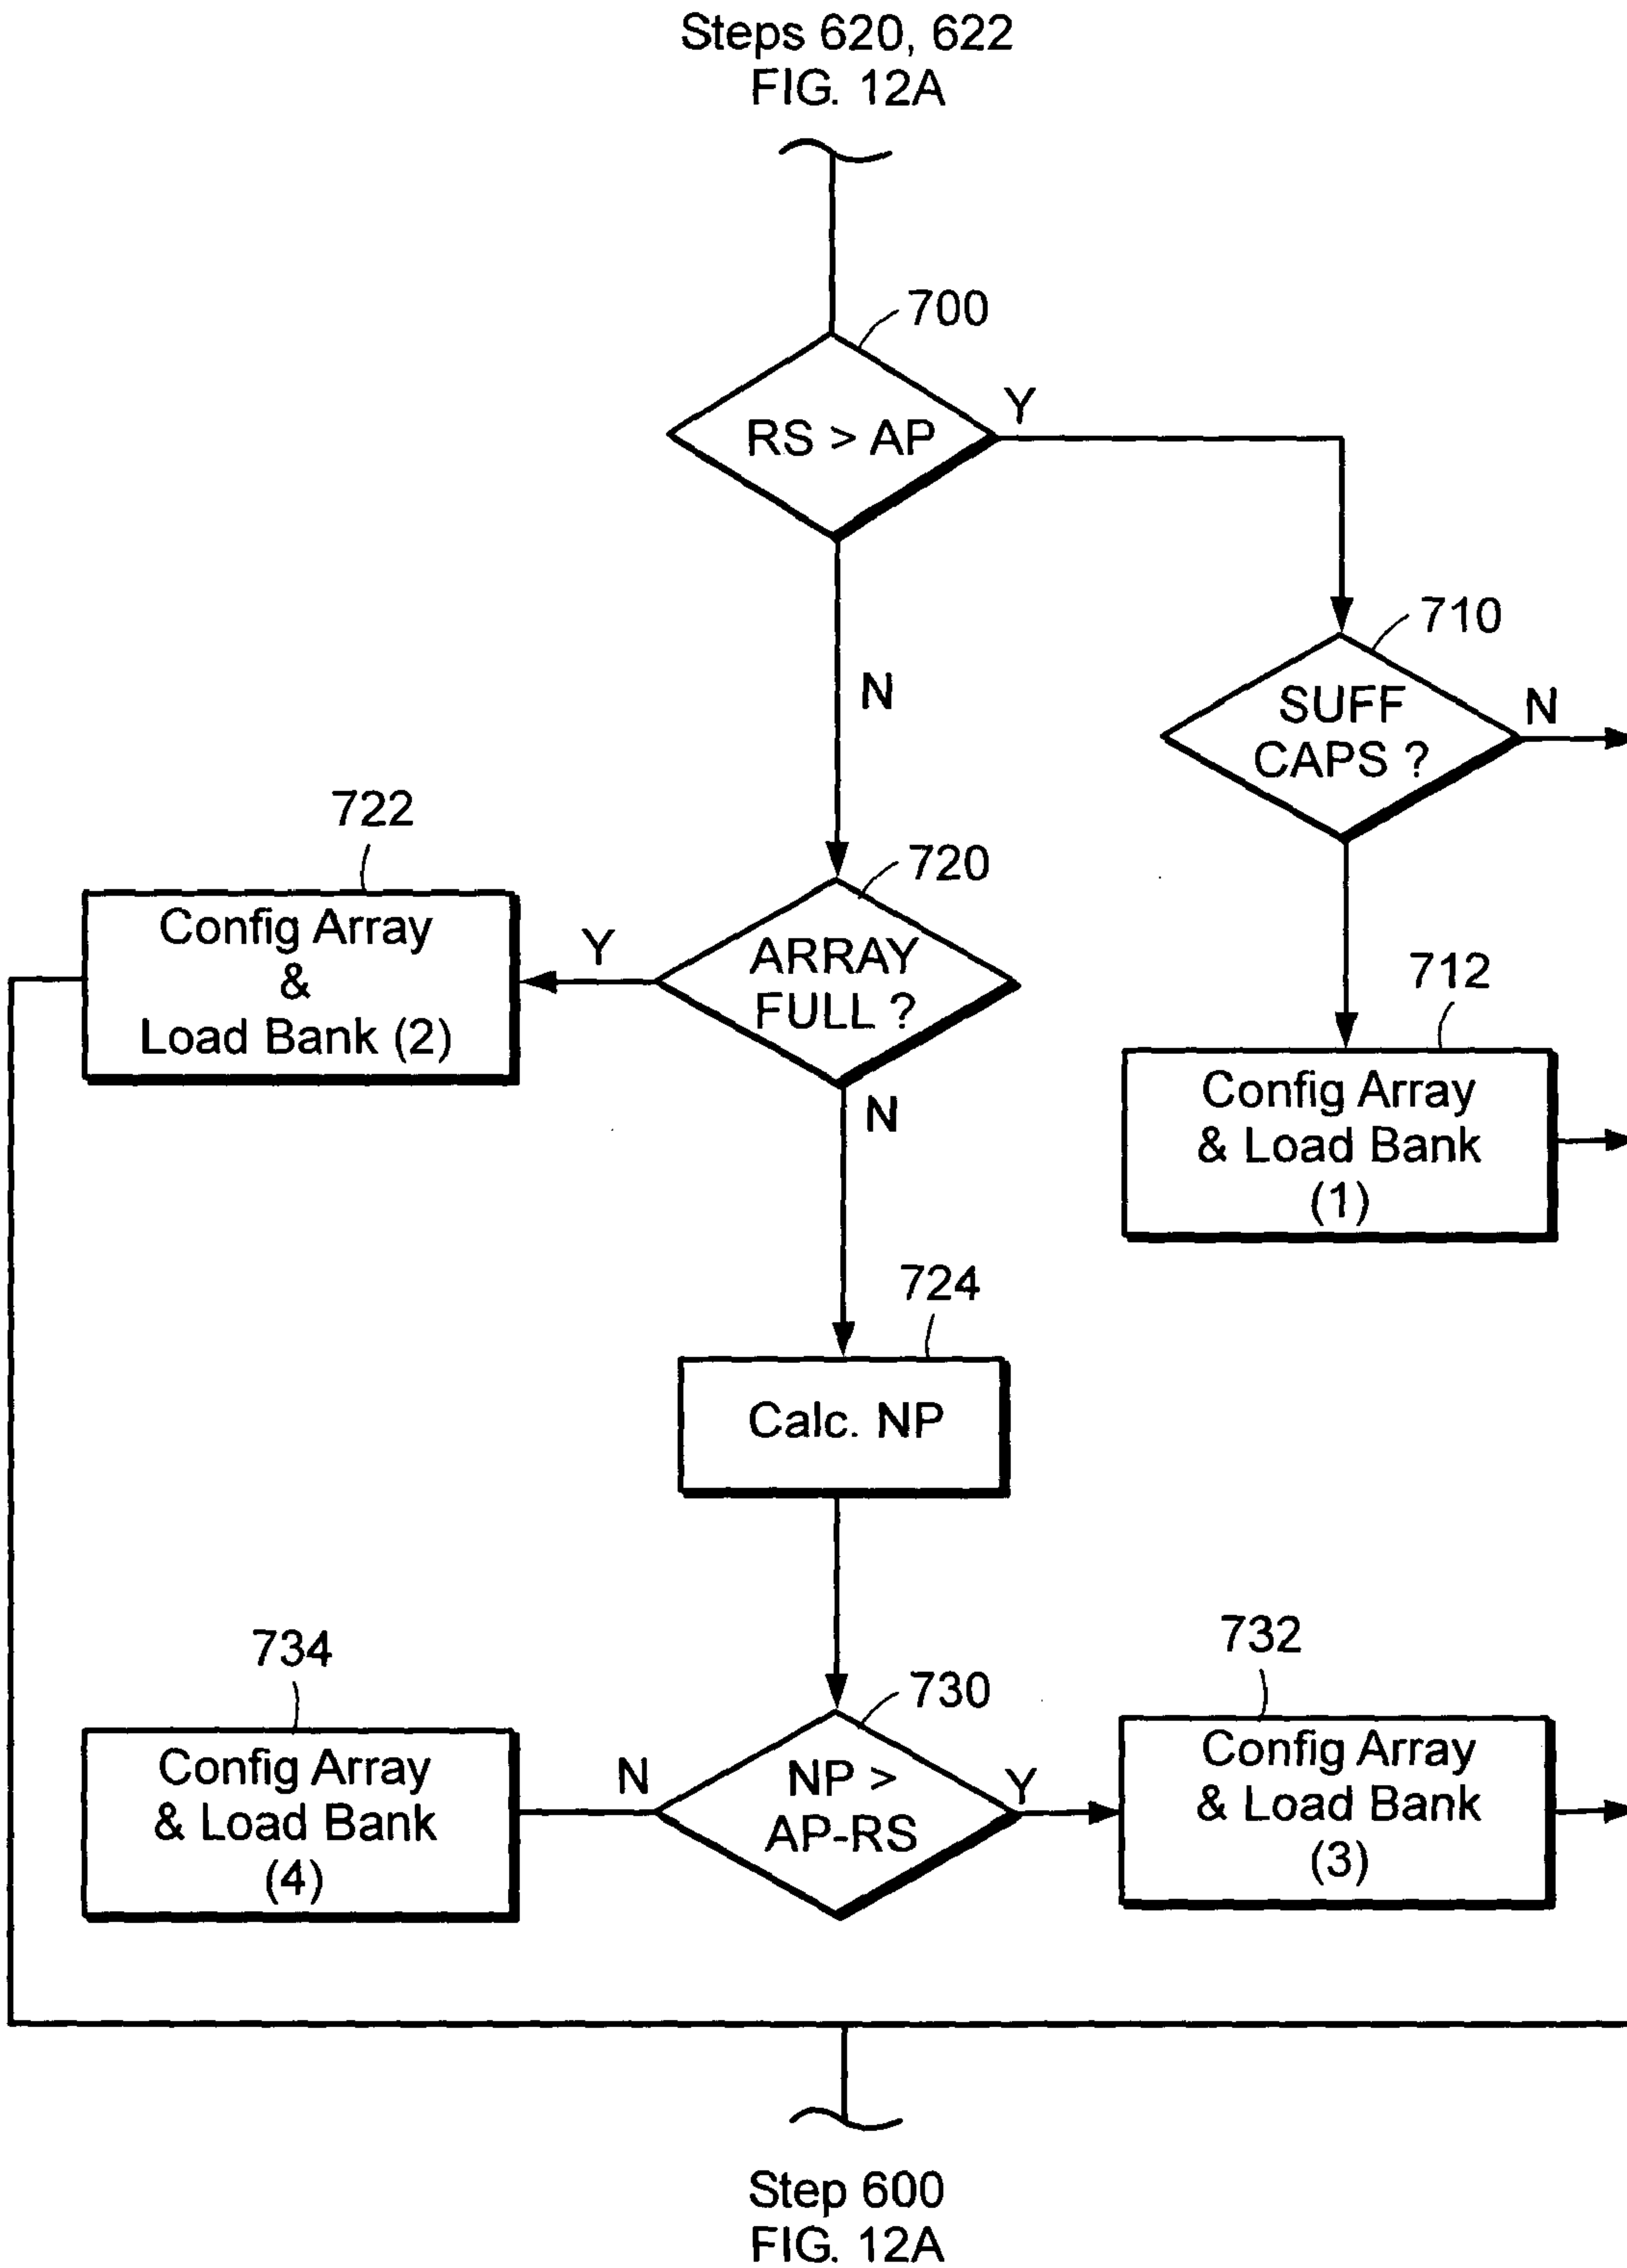 Steps 620, 622
FIG. 12A
700
RS > AP
Y
N
710
SUFF
CAPS ?
N
722
Config Array
&
Load Bank (2)
Y
720
ARRAY
FULL ?
N
712
Config Array
& Load Bank
(1)
724
Calc. NP
734
Config Array
& Load Bank
(4)
N
730
NP >
AP-RS
Y
732
Config Array
& Load Bank
(3)
Step 600
FIG. 12A